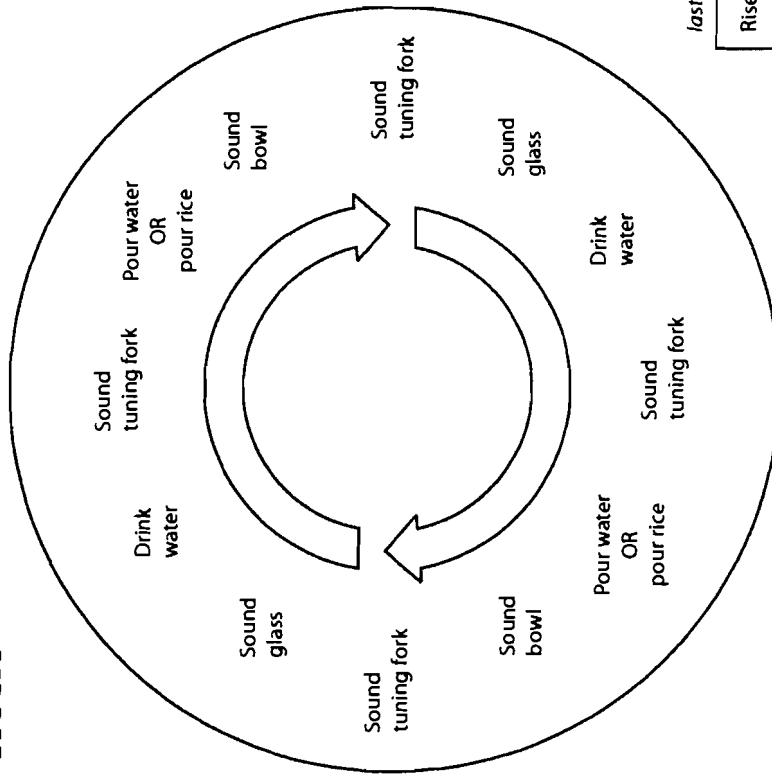 Sound
tuning fork
Pour water
OR
pour rice
Sound
bowl
Sound
tuning fork
Sound
glass
Drink
water
Sound
tuning fork
Pour water
OR
pour rice
Sound
bowl
Sound
tuning fork
Sound
glass
Drink
water
last
Rise